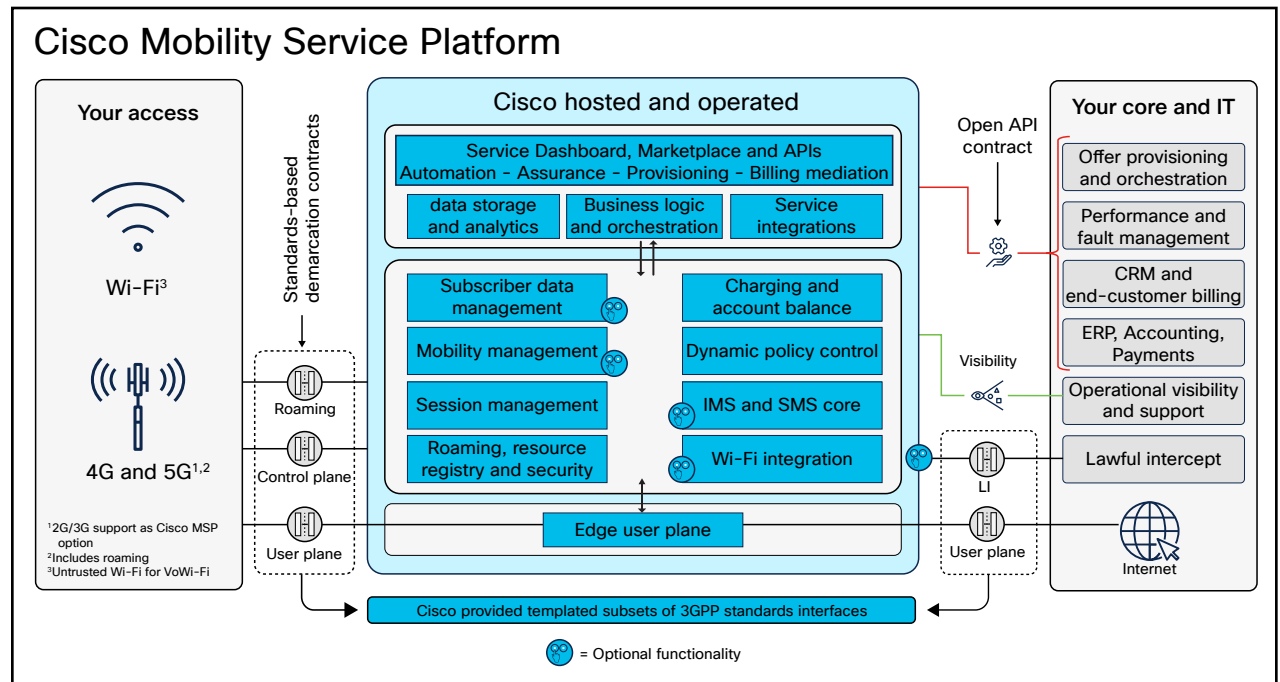 Cisco Mobility Service Platform
Your access
Wi-Fi³
4G and 5G¹,²
¹2G/3G support as Cisco MSP
option
²Includes roaming
³Untrusted Wi-Fi for VoWi-Fi
Standards-based
demarcation contracts
Roaming
Control plane
User plane
Cisco hosted and operated
Service Dashboard, Marketplace and APIs
Automation - Assurance - Provisioning - Billing mediation
data storage
and analytics
Business logic
and orchestration
Service
integrations
Subscriber data
management
Charging and
account balance
Mobility management
Dynamic policy control
Session management
IMS and SMS core
Roaming, resource
registry and security
Wi-Fi integration
Edge user plane
Open API
contract
Visibility
LI
User plane
Your core and IT
Offer provisioning
and orchestration
Performance and
fault management
CRM and
end-customer billing
ERP, Accounting,
Payments
Operational visibility
and support
Lawful intercept
Internet
Cisco provided templated subsets of 3GPP standards interfaces
= Optional functionality